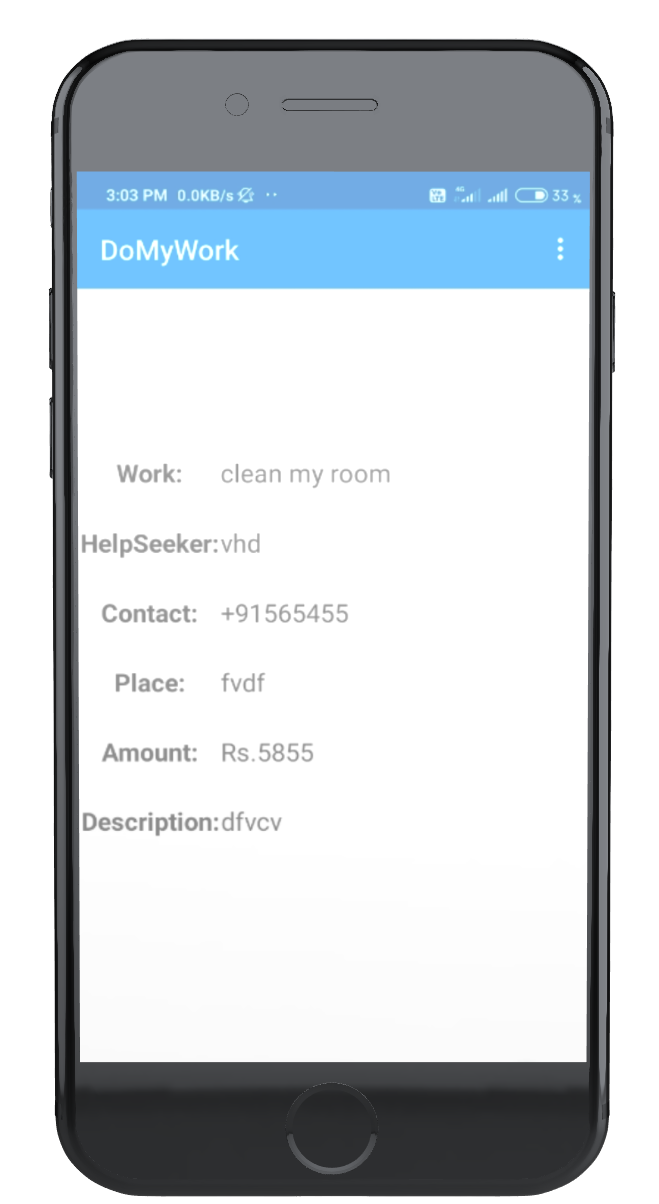 3:03 PM 0.0KB/s
4G 33 %
DoMyWork
Work: clean my room
HelpSeeker: vhd
Contact: +91565455
Place: fvdf
Amount: Rs.5855
Description: dfvcv